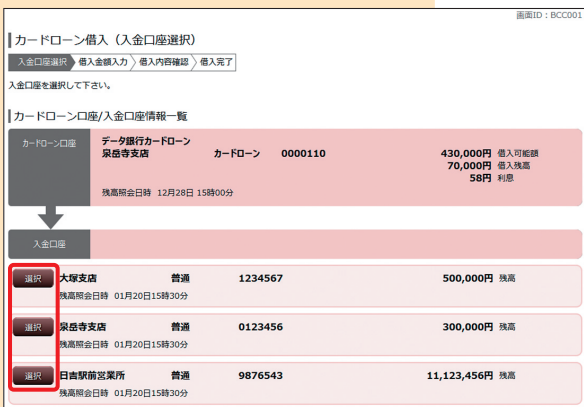 画面ID:BCC001
カードローン借入（入金口座選択）
入金口座選択 借入金額入力 借入内容確認 借入完了
入金口座を選択して下さい。
カードローン口座/入金口座情報一覧
カードローン口座 データ銀行カードローン
泉岳寺支店 カードローン 0000110 430,000円 借入可能額
70,000円 借入残高
58円 利息
残高照会日時 12月28日 15時00分
入金口座
選択 大塚支店 普通 1234567 500,000円 残高
残高照会日時 01月20日15時30分
選択 泉岳寺支店 普通 0123456 300,000円 残高
残高照会日時 01月20日15時30分
選択 日吉駅前営業所 普通 9876543 11,123,456円 残高
残高照会日時 01月20日15時30分